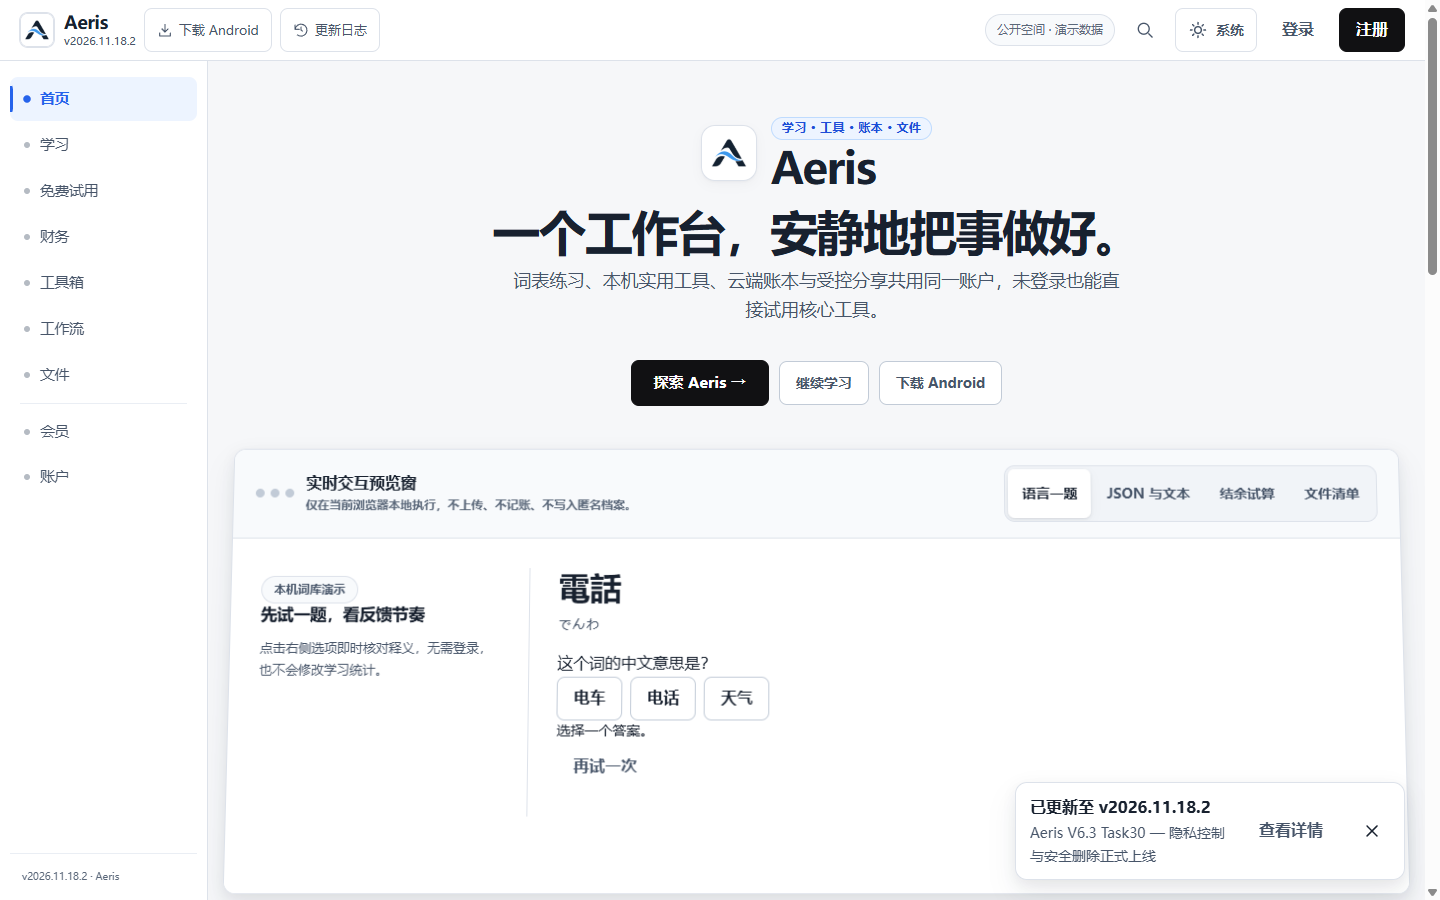 Aeris
v2026.11.18.2
下载 Android
更新日志
公开空间 · 演示数据
系统
登录
注册
首页
学习
免费试用
财务
工具箱
工作流
文件
会员
账户
v2026.11.18.2 · Aeris
学习 • 工具 • 账本 • 文件
Aeris
一个工作台，安静地把事做好。
词表练习、本机实用工具、云端账本与受控分享共用同一账户，未登录也能直
接试用核心工具。
探索 Aeris →
继续学习
下载 Android
实时交互预览窗
仅在当前浏览器本地执行，不上传、不记账、不写入匿名档案。
语言一题
JSON 与文本
结余试算
文件清单
本机词库演示
先试一题，看反馈节奏
点击右侧选项即时核对释义，无需登录，
也不会修改学习统计。
電話
でんわ
这个词的中文意思是？
电车
电话
天气
选择一个答案。
再试一次
已更新至 v2026.11.18.2
Aeris V6.3 Task30 — 隐私控制
与安全删除正式上线
查看详情